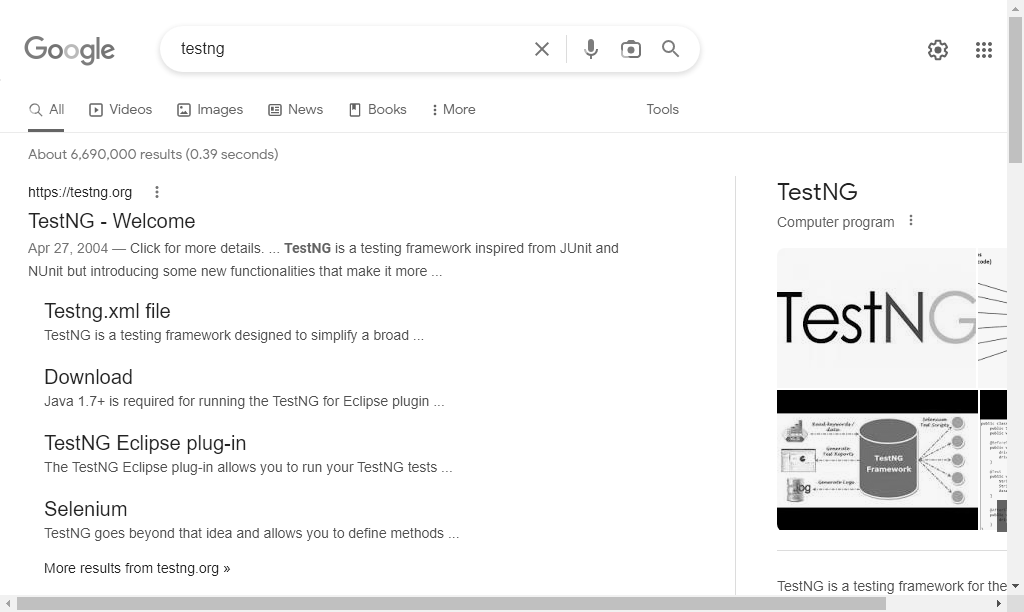 Google
testng
All
Videos
Images
News
Books
More
Tools
About 6,690,000 results (0.39 seconds)
https://testng.org
TestNG - Welcome
Apr 27, 2004 — Click for more details. ... TestNG is a testing framework inspired from JUnit and
NUnit but introducing some new functionalities that make it more ...
Testng.xml file
TestNG is a testing framework designed to simplify a broad ...
Download
Java 1.7+ is required for running the TestNG for Eclipse plugin ...
TestNG Eclipse plug-in
The TestNG Eclipse plug-in allows you to run your TestNG tests ...
Selenium
TestNG goes beyond that idea and allows you to define methods ...
More results from testng.org »
TestNG
Computer program
TestNG
code)
Read keywords/
data
Selenium
Test Scripts
Generate
Test Reports
TestNG
Framework
log
Generate Logs
TestNG is a testing framework for the